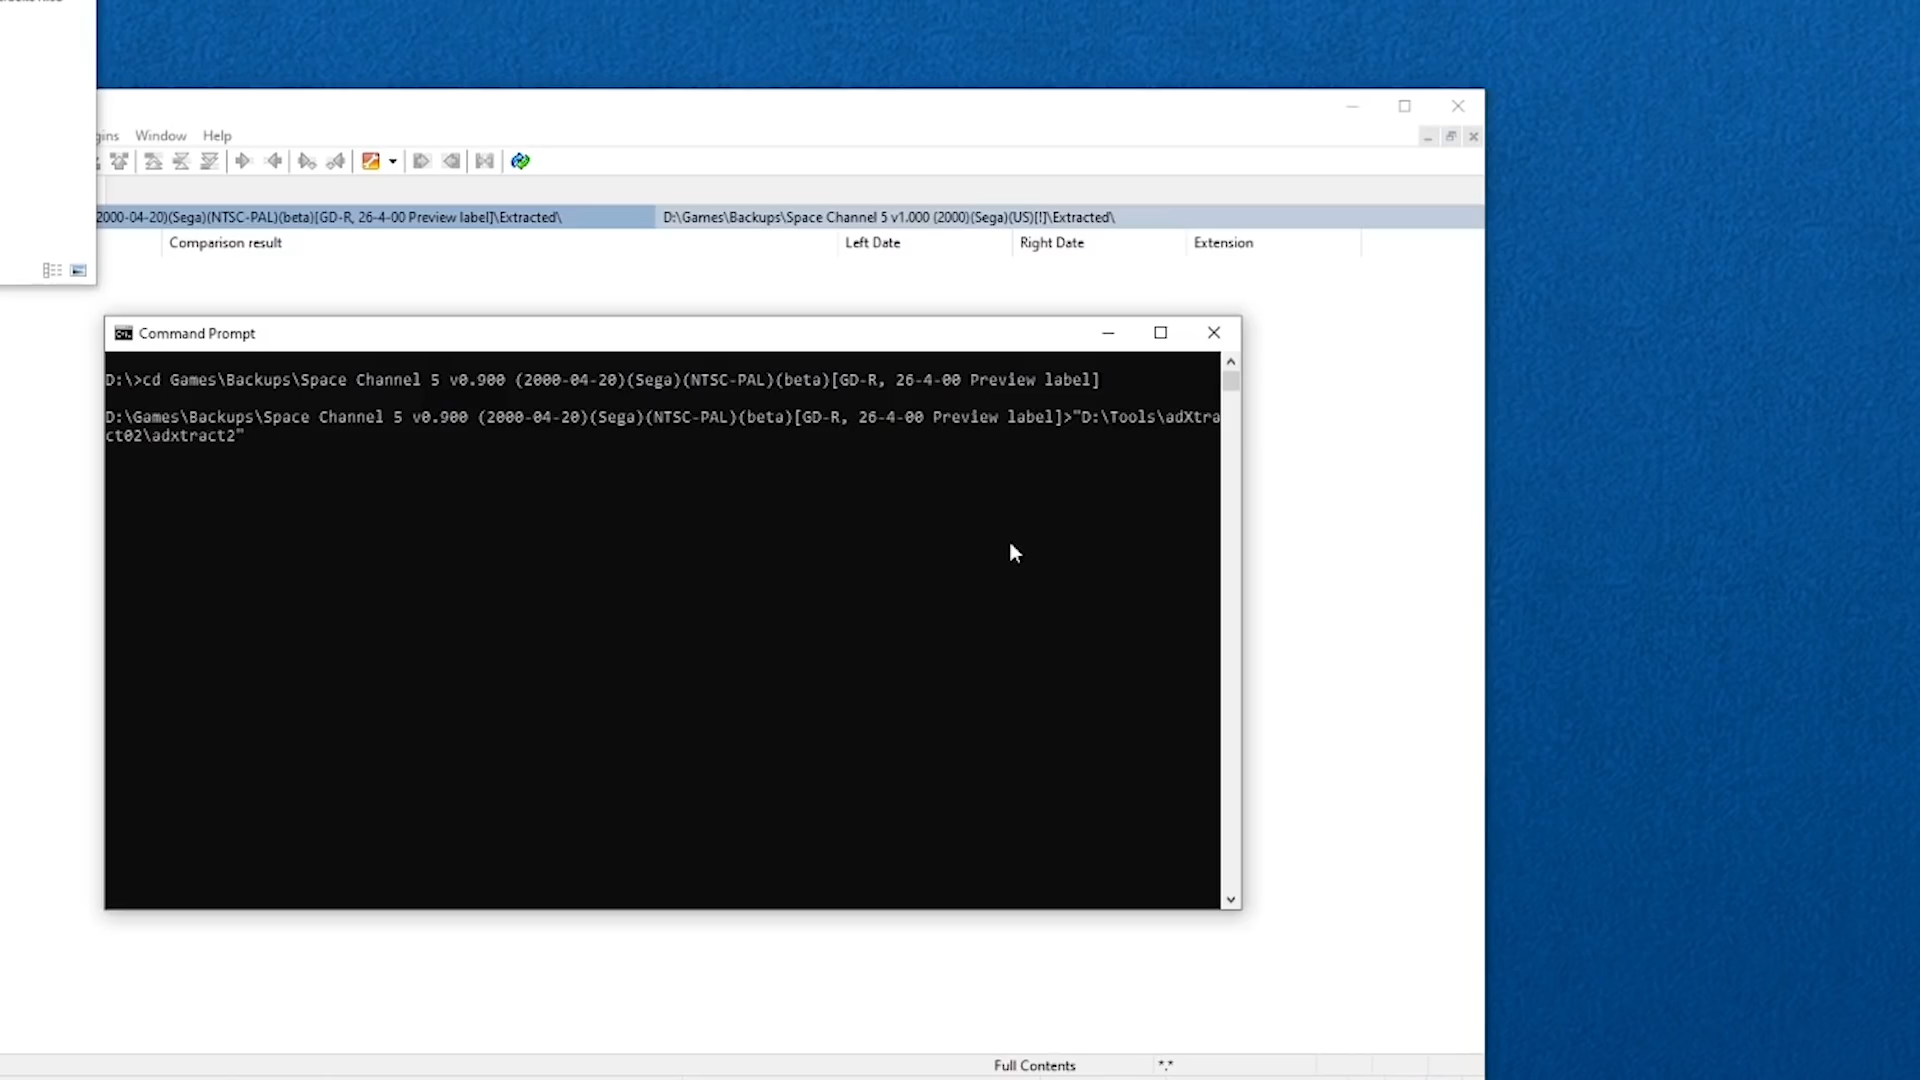 gins Window Help
2000-04-20)(Sega)(NTSC-PAL)(beta)[GD-R, 26-4-00 Preview label]\Extracted\ D:\Games\Backups\Space Channel 5 v1.000 (2000)(Sega)(US)[!]\Extracted\
Comparison result Left Date Right Date Extension
Command Prompt
D:\>cd Games\Backups\Space Channel 5 v0.900 (2000-04-20)(Sega)(NTSC-PAL)(beta)[GD-R, 26-4-00 Preview label]
D:\Games\Backups\Space Channel 5 v0.900 (2000-04-20)(Sega)(NTSC-PAL)(beta)[GD-R, 26-4-00 Preview label]>"D:\Tools\adXtra
ct02\adxtract2"
Full Contents *.*